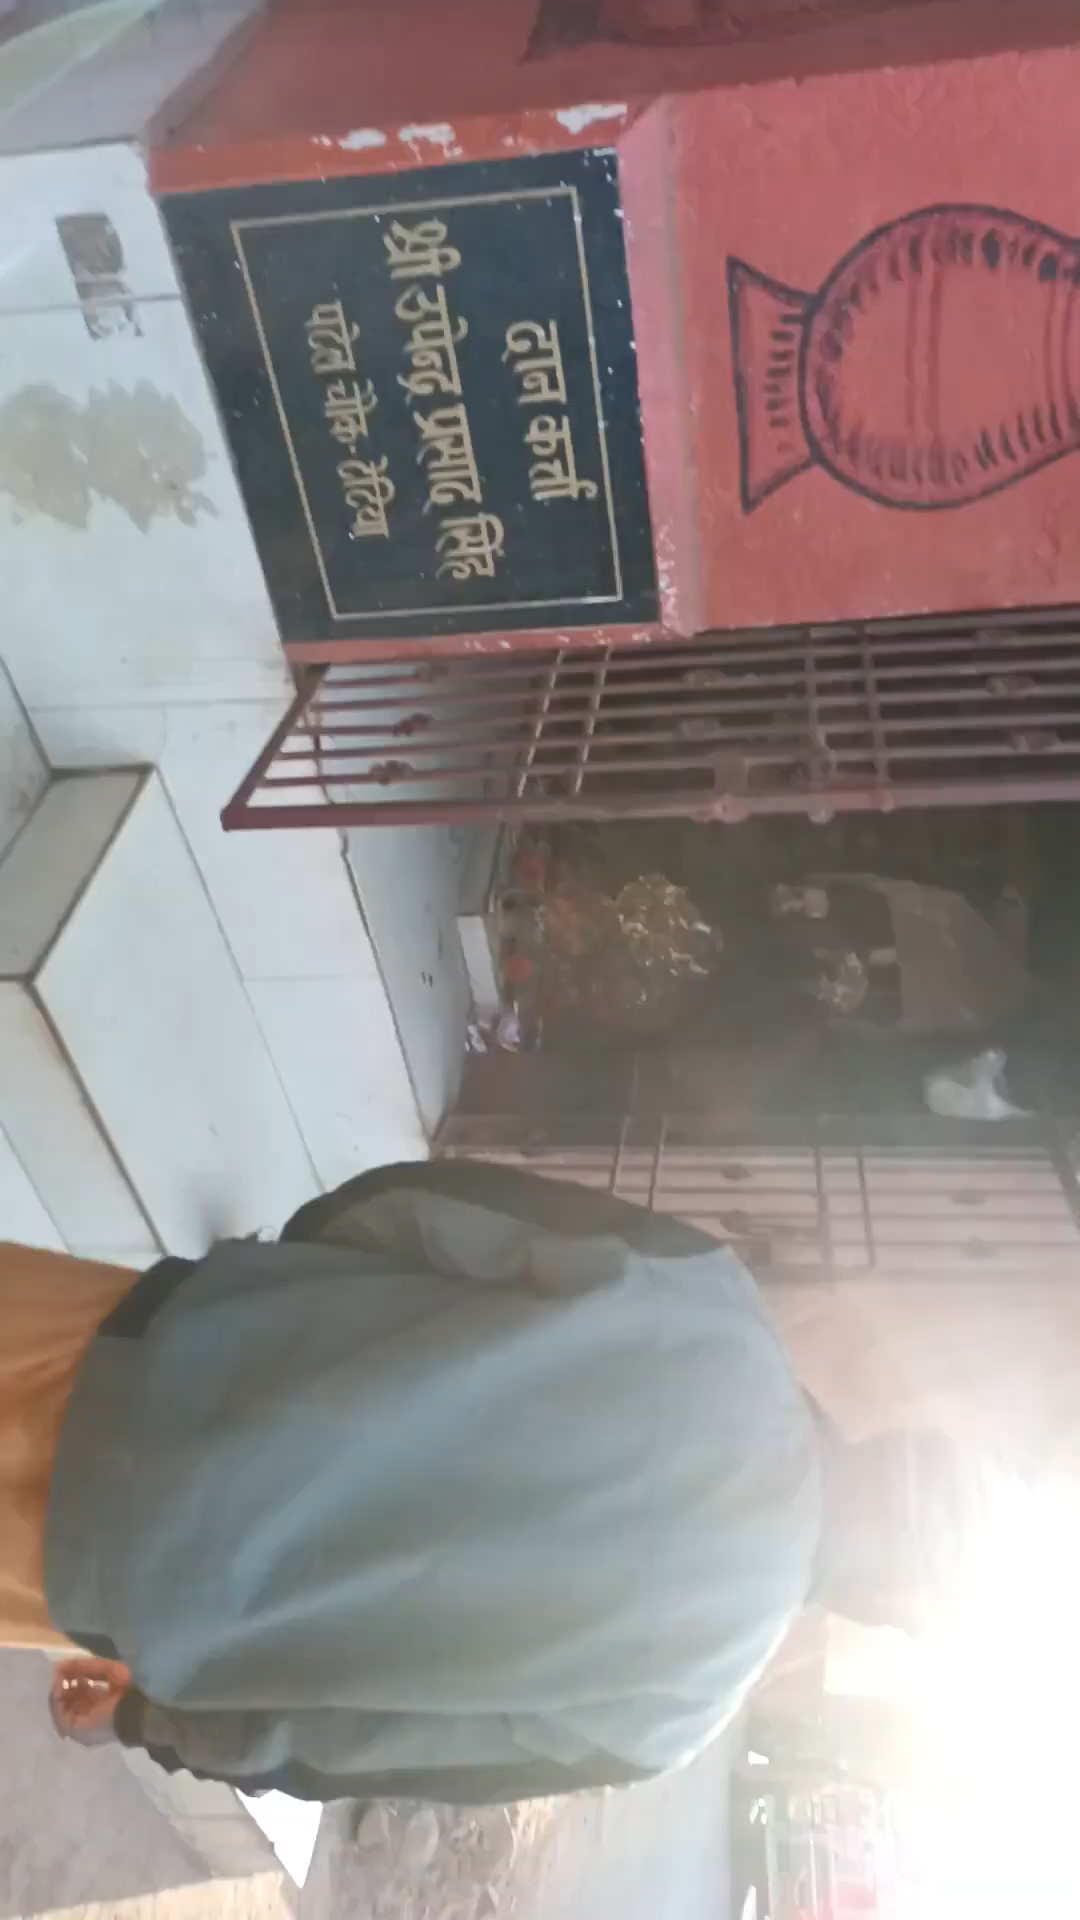 दान कर्ता
श्री उपेन्द्र प्रसाद सिंह
पटेल चौक-टेटिया